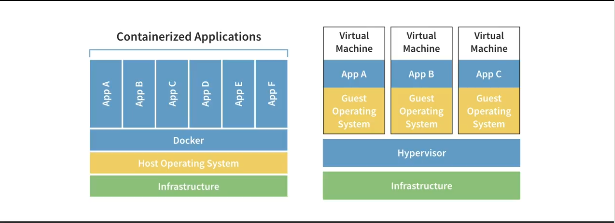 Containerized Applications
App A
App B
App C
App D
App E
App F
Docker
Host Operating System
Infrastructure
Virtual
Machine
App A
Guest
Operating
System
Virtual
Machine
App B
Guest
Operating
System
Virtual
Machine
App C
Guest
Operating
System
Hypervisor
Infrastructure